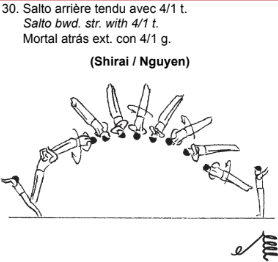 30. Salto arrière tendu avec 4/1 t.
Salto bwd. str. with 4/1 t.
Mortal atrás ext. con 4/1 g.
(Shirai / Nguyen)